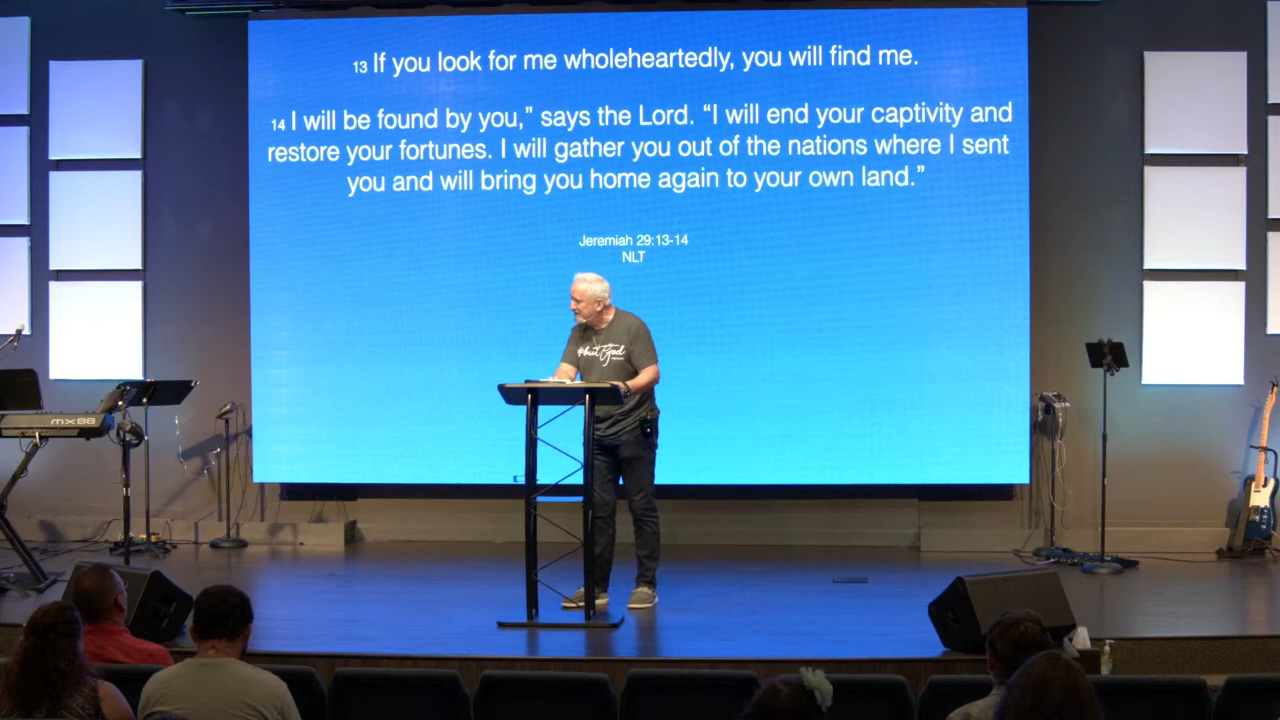 13 If you look for me wholeheartedly, you will find me.
14 I will be found by you,” says the Lord. “I will end your captivity and
restore your fortunes. I will gather you out of the nations where I sent
you and will bring you home again to your own land.”
Jeremiah 29:13-14
NLT
#butGod
mx88